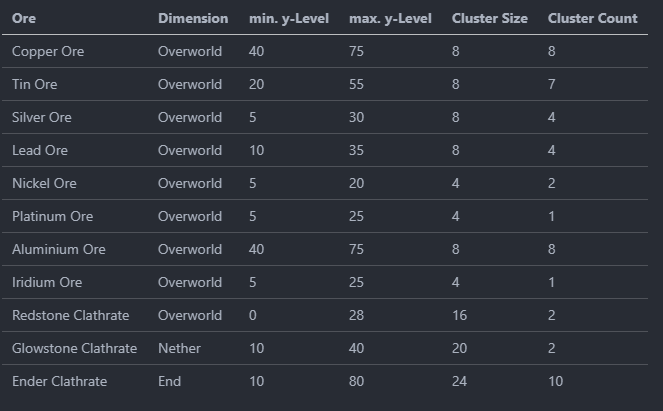 Ore Dimension min. y-Level max. y-Level Cluster Size Cluster Count
Copper Ore Overworld 40 75 8 8
Tin Ore Overworld 20 55 8 7
Silver Ore Overworld 5 30 8 4
Lead Ore Overworld 10 35 8 4
Nickel Ore Overworld 5 20 4 2
Platinum Ore Overworld 5 25 4 1
Aluminium Ore Overworld 40 75 8 8
Iridium Ore Overworld 5 25 4 1
Redstone Clathrate Overworld 0 28 16 2
Glowstone Clathrate Nether 10 40 20 2
Ender Clathrate End 10 80 24 10